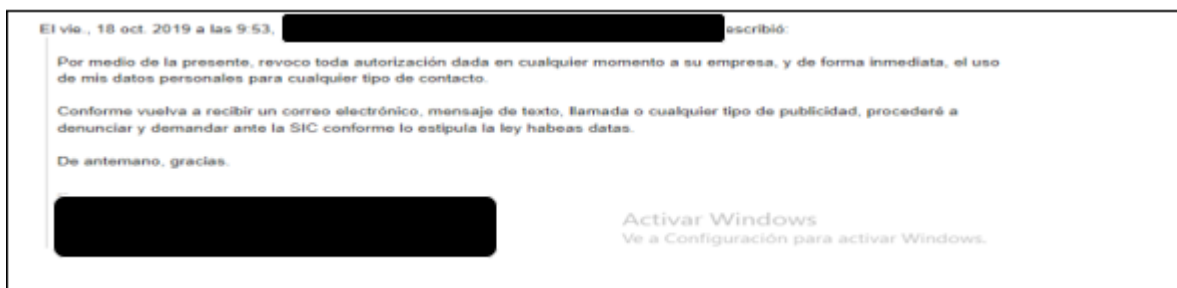 El vie., 18 oct. 2019 a las 9:53, escribió:
Por medio de la presente, revoco toda autorización dada en cualquier momento a su empresa, y de forma inmediata, el uso
de mis datos personales para cualquier tipo de contacto.
Conforme vuelva a recibir un correo electrónico, mensaje de texto, llamada o cualquier tipo de publicidad, procederé a
denunciar y demandar ante la SIC conforme lo estipula la ley habeas datas.
De antemano, gracias.
Activar Windows
Ve a Configuración para activar Windows.